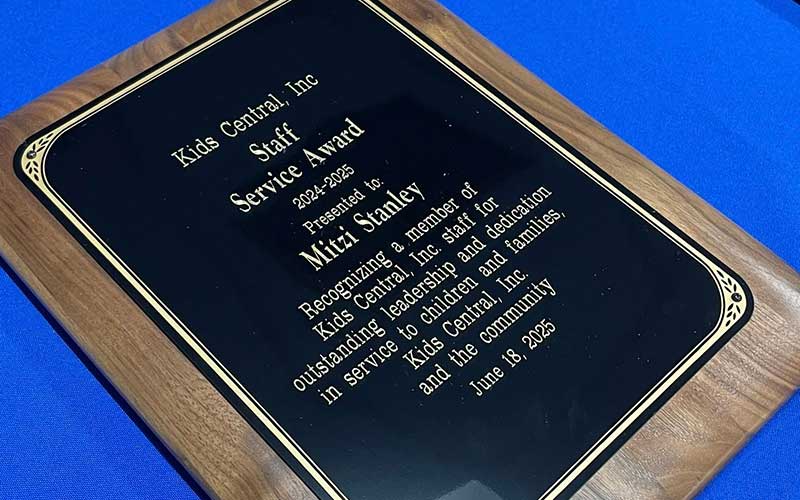 Kids Central, Inc
Staff
Service Award
2024-2025
Presented to:
Mitzi Stanley
Recognizing a member of
Kids Central, Inc. staff for
outstanding leadership and dedication
in service to children and families,
Kids Central, Inc.
and the community
June 18, 2025